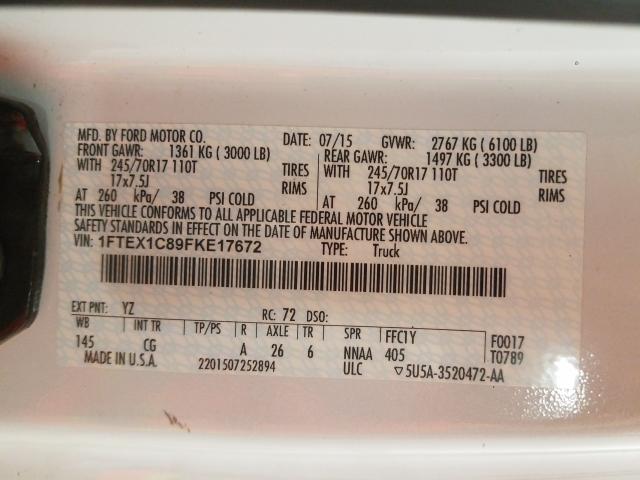 MFD. BY FORD MOTOR CO. DATE: 07/15 GVWR: 2767 KG ( 6100 LB)
FRONT GAWR: 1361 KG ( 3000 LB) REAR GAWR: 1497 KG ( 3300 LB)
WITH 245/70R17 110T TIRES WITH 245/70R17 110T TIRES
17x7.5J RIMS 17x7.5J RIMS
AT 260 kPa/ 38 PSI COLD AT 260 kPa/ 38 PSI COLD
THIS VEHICLE CONFORMS TO ALL APPLICABLE FEDERAL MOTOR VEHICLE
SAFETY STANDARDS IN EFFECT ON THE DATE OF MANUFACTURE SHOWN ABOVE.
VIN: 1FTEX1C89FKE17672 TYPE: Truck
EXT PNT: YZ RC: 72 DSO:
WB INT TR TP/PS R AXLE TR SPR FFC1Y F0017
145 CG A 26 6 NNAA 405 T0789
MADE IN U.S.A. 2201507252894 ULC ▽5U5A-3520472-AA